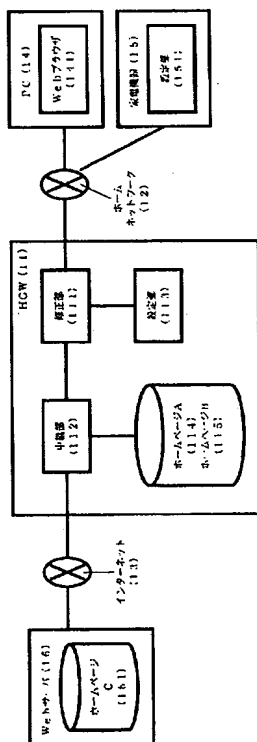 PC(14)
Webブラウザ
(141)
家電機器(15)
設定部
(151)
ホーム
ネットワーク
(12)
HGW(11)
修正部
(111)
設定部
(113)
中継部
(112)
ホームページA
(114)
ホームページB
(115)
インターネット
(13)
Webサーバ(16)
ホームページ
C
(161)